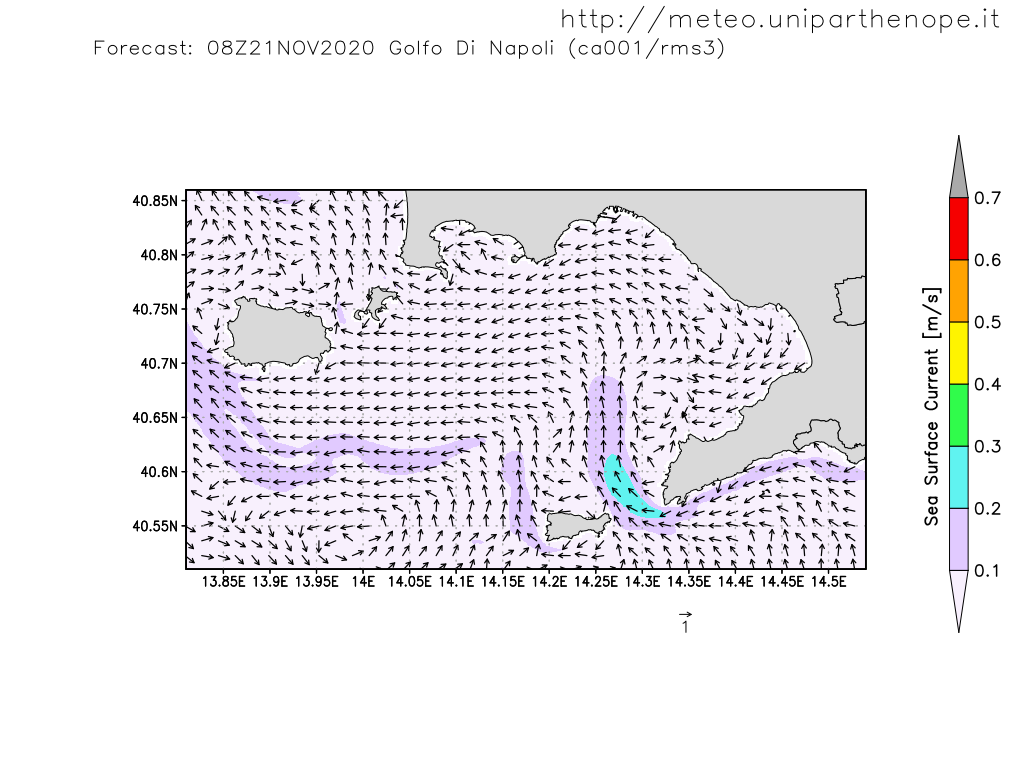 http://meteo.uniparthenope.it
Forecast: 08Z21NOV2020 Golfo Di Napoli (ca001/rms3)
40.85N
40.8N
40.75N
40.7N
40.65N
40.6N
40.55N
13.85E 13.9E 13.95E 14E 14.05E 14.1E 14.15E 14.2E 14.25E 14.3E 14.35E 14.4E 14.45E 14.5E
1
Sea Surface Current [m/s]
0.7
0.6
0.5
0.4
0.3
0.2
0.1